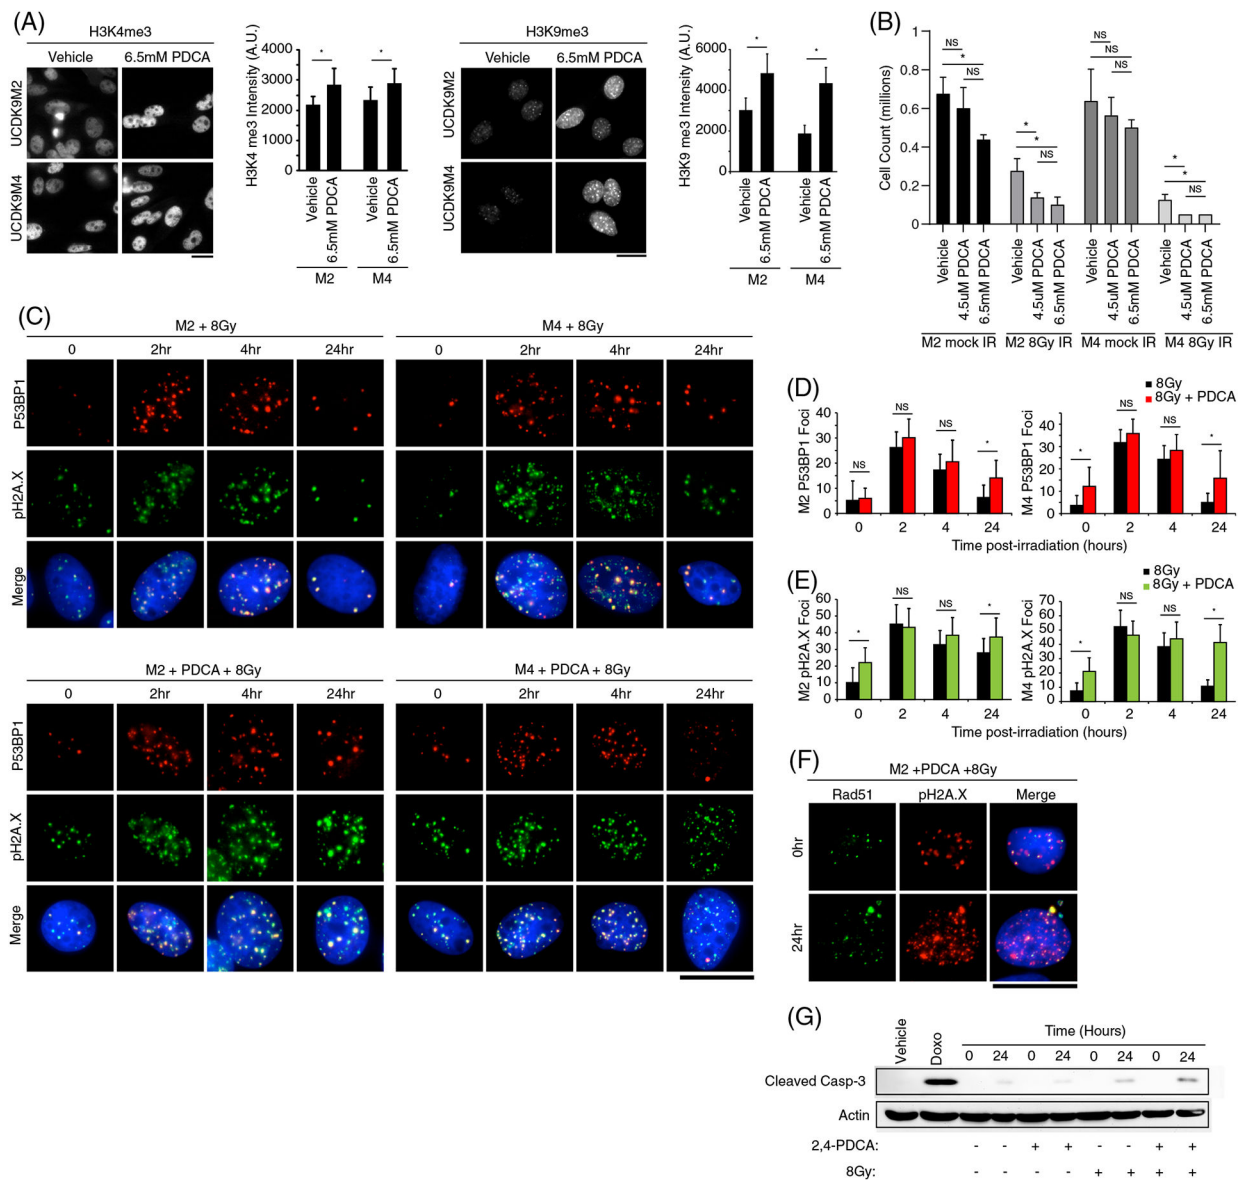 (A)
H3K4me3
Vehicle 6.5mM PDCA
UCDK9M2
UCDK9M4
H3K4 me3 Intensity (A.U.)
4000
3000
2000
1000
0
* *
Vehicle
6.5mM PDCA
Vehicle
6.5mM PDCA
M2 M4
H3K9me3
Vehicle 6.5mM PDCA
UCDK9M2
UCDK9M4
H3K9 me3 Intensity (A.U.)
6000
4000
2000
0
* *
Vehicle
6.5mM PDCA
Vehicle
6.5mM PDCA
M2 M4
(B)
Cell Count (millions)
1
0.8
0.6
0.4
0.2
0
NS
*
NS
*
*
NS
NS
NS
NS
*
*
NS
Vehicle
4.5uM PDCA
6.5mM PDCA
Vehicle
4.5uM PDCA
6.5mM PDCA
Vehicle
4.5uM PDCA
6.5mM PDCA
Vehcile
4.5uM PDCA
6.5mM PDCA
M2 mock IR M2 8Gy IR M4 mock IR M4 8Gy IR
(C)
M2 + 8Gy M4 + 8Gy
0 2hr 4hr 24hr 0 2hr 4hr 24hr
P53BP1
pH2A.X
Merge
M2 + PDCA + 8Gy M4 + PDCA + 8Gy
0 2hr 4hr 24hr 0 2hr 4hr 24hr
P53BP1
pH2A.X
Merge
(D)
M2 P53BP1 Foci
40
30
20
10
0
NS NS NS *
0 2 4 24
M4 P53BP1 Foci
40
30
20
10
0
* NS NS *
0 2 4 24
8Gy
8Gy + PDCA
Time post-irradiation (hours)
(E)
M2 pH2A.X Foci
60
50
40
30
20
10
0
* NS NS *
0 2 4 24
M4 pH2A.X Foci
70
60
50
40
30
20
10
0
* NS NS *
0 2 4 24
8Gy
8Gy + PDCA
Time post-irradiation (hours)
(F)
M2 +PDCA +8Gy
Rad51 pH2A.X Merge
0hr
24hr
(G)
Vehicle
Doxo
Time (Hours)
0 24 0 24 0 24 0 24
Cleaved Casp-3
Actin
2,4-PDCA: - - + + - - + +
8Gy: - - - - + + + +